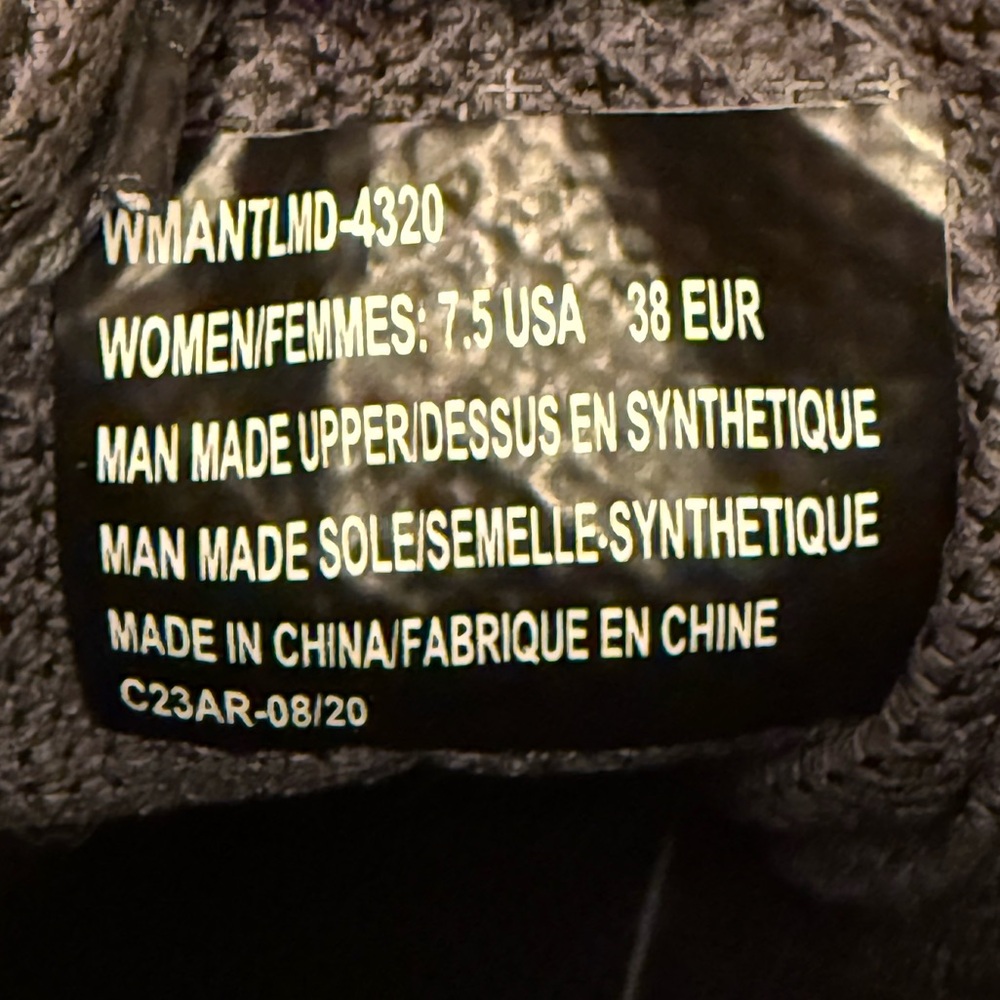 WMANTLMD-4320
WOMEN/FEMMES: 7.5 USA 38 EUR
MAN MADE UPPER/DESSUS EN SYNTHETIQUE
MAN MADE SOLE/SEMELLE SYNTHETIQUE
MADE IN CHINA/FABRIQUE EN CHINE
C23AR-08/20